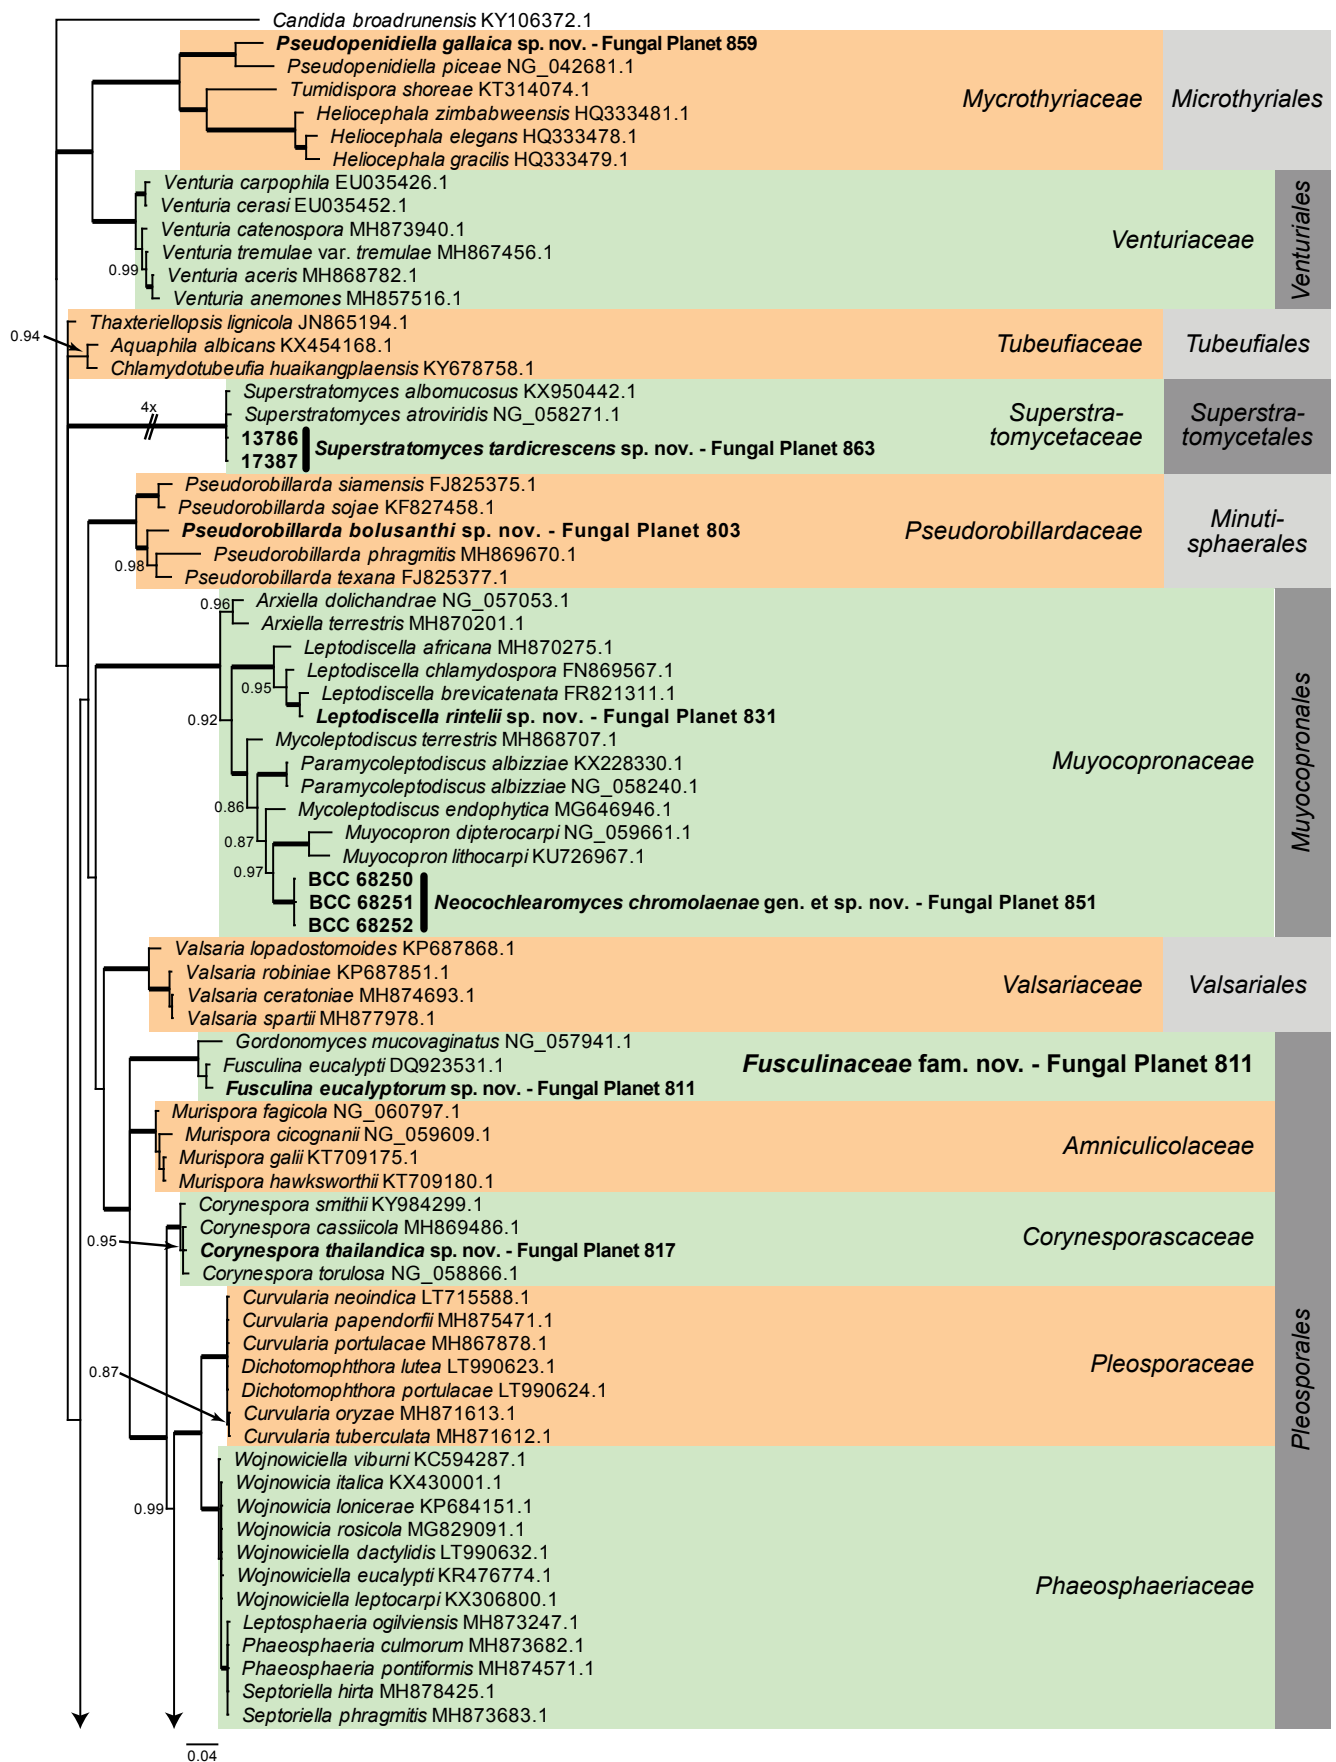 Candida broadrunensis KY106372.1
Pseudopenidiella gallaica sp. nov. - Fungal Planet 859
Pseudopenidiella piceae NG_042681.1
Tumidispora shoreae KT314074.1
Heliocephala zimbabweensis HQ333481.1
Heliocephala elegans HQ333478.1
Heliocephala gracilis HQ333479.1
Mycrothyriaceae
Microthyriales
Venturia carpophila EU035426.1
Venturia cerasi EU035452.1
Venturia catenospora MH873940.1
Venturia tremulae var. tremulae MH867456.1
Venturia aceris MH868782.1
Venturia anemones MH857516.1
0.99
Venturiaceae
Venturiales
Thaxteriellopsis lignicola JN865194.1
Aquaphila albicans KX454168.1
Chlamydotubeufia huaikangplaensis KY678758.1
0.94
Tubeufiaceae
Tubeufiales
Superstratomyces albomucosus KX950442.1
Superstratomyces atroviridis NG_058271.1
13786
17387
Superstratomyces tardicrescens sp. nov. - Fungal Planet 863
4x
Superstra-
tomycetaceae
Superstra-
tomycetales
Pseudorobillarda siamensis FJ825375.1
Pseudorobillarda sojae KF827458.1
Pseudorobillarda bolusanthi sp. nov. - Fungal Planet 803
Pseudorobillarda phragmitis MH869670.1
Pseudorobillarda texana FJ825377.1
0.98
Pseudorobillardaceae
Minuti-
sphaerales
Arxiella dolichandrae NG_057053.1
Arxiella terrestris MH870201.1
Leptodiscella africana MH870275.1
Leptodiscella chlamydospora FN869567.1
Leptodiscella brevicatenata FR821311.1
Leptodiscella rintelii sp. nov. - Fungal Planet 831
Mycoleptodiscus terrestris MH868707.1
Paramycoleptodiscus albizziae KX228330.1
Paramycoleptodiscus albizziae NG_058240.1
Mycoleptodiscus endophytica MG646946.1
Muyocopron dipterocarpi NG_059661.1
Muyocopron lithocarpi KU726967.1
BCC 68250
BCC 68251
BCC 68252
Neocochlearomyces chromolaenae gen. et sp. nov. - Fungal Planet 851
0.96
0.95
0.92
0.86
0.87
0.97
Muyocopronaceae
Muyocopronales
Valsaria lopadostomoides KP687868.1
Valsaria robiniae KP687851.1
Valsaria ceratoniae MH874693.1
Valsaria spartii MH877978.1
Valsariaceae
Valsariales
Gordonomyces mucovaginatus NG_057941.1
Fusculina eucalypti DQ923531.1
Fusculina eucalyptorum sp. nov. - Fungal Planet 811
Fusculinaceae fam. nov. - Fungal Planet 811
Murispora fagicola NG_060797.1
Murispora cicognanii NG_059609.1
Murispora galii KT709175.1
Murispora hawksworthii KT709180.1
Amniculicolaceae
Corynespora smithii KY984299.1
Corynespora cassiicola MH869486.1
Corynespora thailandica sp. nov. - Fungal Planet 817
Corynespora torulosa NG_058866.1
0.95
Corynesporascaceae
Curvularia neoindica LT715588.1
Curvularia papendorfii MH875471.1
Curvularia portulacae MH867878.1
Dichotomophthora lutea LT990623.1
Dichotomophthora portulacae LT990624.1
Curvularia oryzae MH871613.1
Curvularia tuberculata MH871612.1
0.87
Pleosporaceae
Pleosporales
Wojnowiciella viburni KC594287.1
Wojnowicia italica KX430001.1
Wojnowicia lonicerae KP684151.1
Wojnowicia rosicola MG829091.1
Wojnowiciella dactylidis LT990632.1
Wojnowiciella eucalypti KR476774.1
Wojnowiciella leptocarpi KX306800.1
Leptosphaeria ogilviensis MH873247.1
Phaeosphaeria culmorum MH873682.1
Phaeosphaeria pontiformis MH874571.1
Septoriella hirta MH878425.1
Septoriella phragmitis MH873683.1
0.99
Phaeosphaeriaceae
0.04